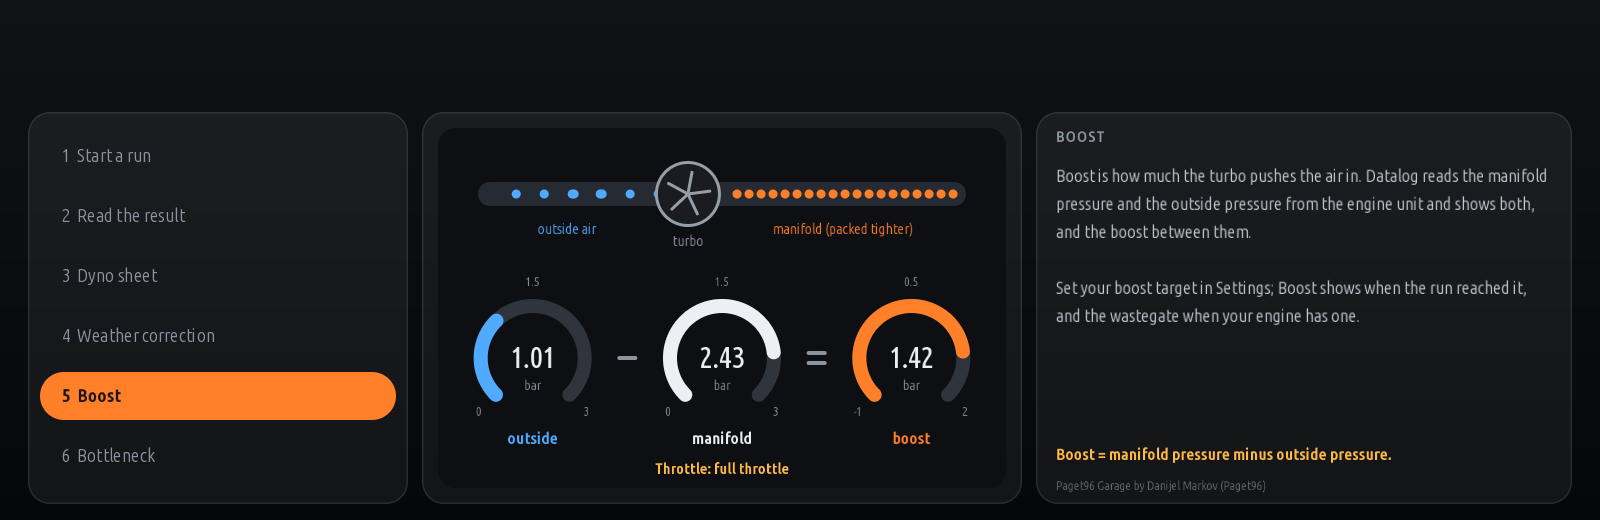 1 Start a run
2 Read the result
3 Dyno sheet
4 Weather correction
5 Boost
6 Bottleneck
outside air
turbo
manifold (packed tighter)
1.5
1.5
0.5
1.01
bar
0
3
outside
–
2.43
bar
0
3
manifold
=
1.42
bar
-1
2
boost
Throttle: full throttle
BOOST
Boost is how much the turbo pushes the air in. Datalog reads the manifold
pressure and the outside pressure from the engine unit and shows both,
and the boost between them.
Set your boost target in Settings; Boost shows when the run reached it,
and the wastegate when your engine has one.
Boost = manifold pressure minus outside pressure.
Paget96 Garage by Danijel Markov (Paget96)